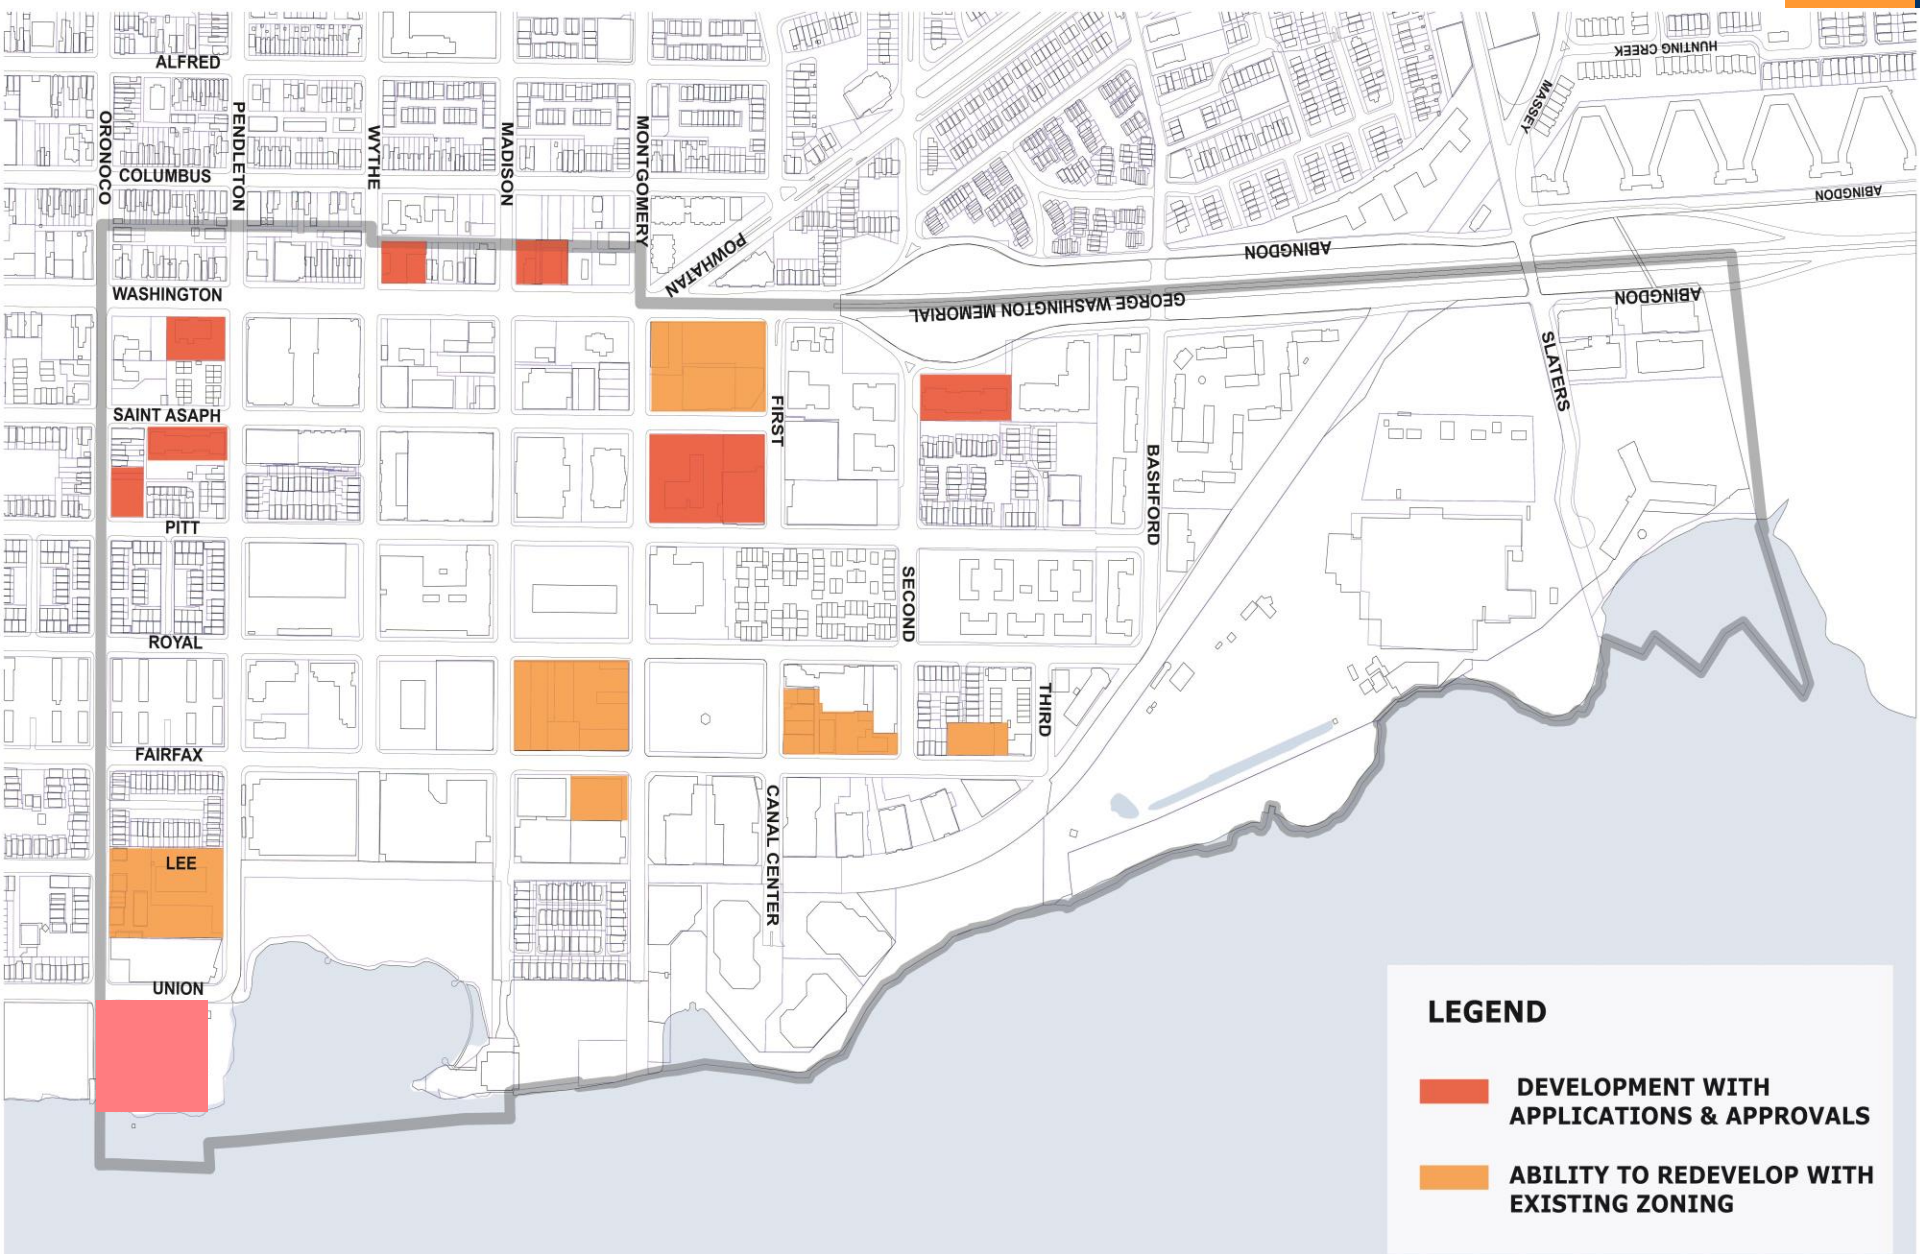 ALFRED
HUNTING CREEK
MASSEY
ORONOCO
PENDLETON
WYTHE
MADISON
MONTGOMERY
COLUMBUS
ABINGDON
POWHATAN
ABINGDON
WASHINGTON
GEORGE WASHINGTON MEMORIAL
ABINGDON
SLATERS
SAINT ASAPH
FIRST
BASHFORD
PITT
SECOND
ROYAL
THIRD
FAIRFAX
CANAL CENTER
LEE
UNION
LEGEND
DEVELOPMENT WITH
APPLICATIONS & APPROVALS
ABILITY TO REDEVELOP WITH
EXISTING ZONING